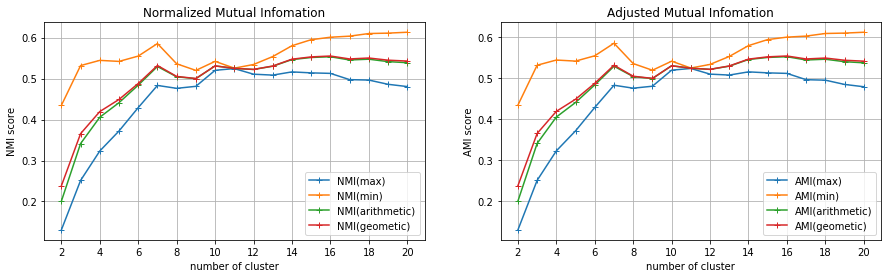 Normalized Mutual Infomation
NMI score
0.6
0.5
0.4
0.3
0.2
2 4 6 8 10 12 14 16 18 20
number of cluster
NMI(max)
NMI(min)
NMI(arithmetic)
NMI(geometic)
Adjusted Mutual Infomation
AMI score
0.6
0.5
0.4
0.3
0.2
2 4 6 8 10 12 14 16 18 20
number of cluster
AMI(max)
AMI(min)
AMI(arithmetic)
AMI(geometic)